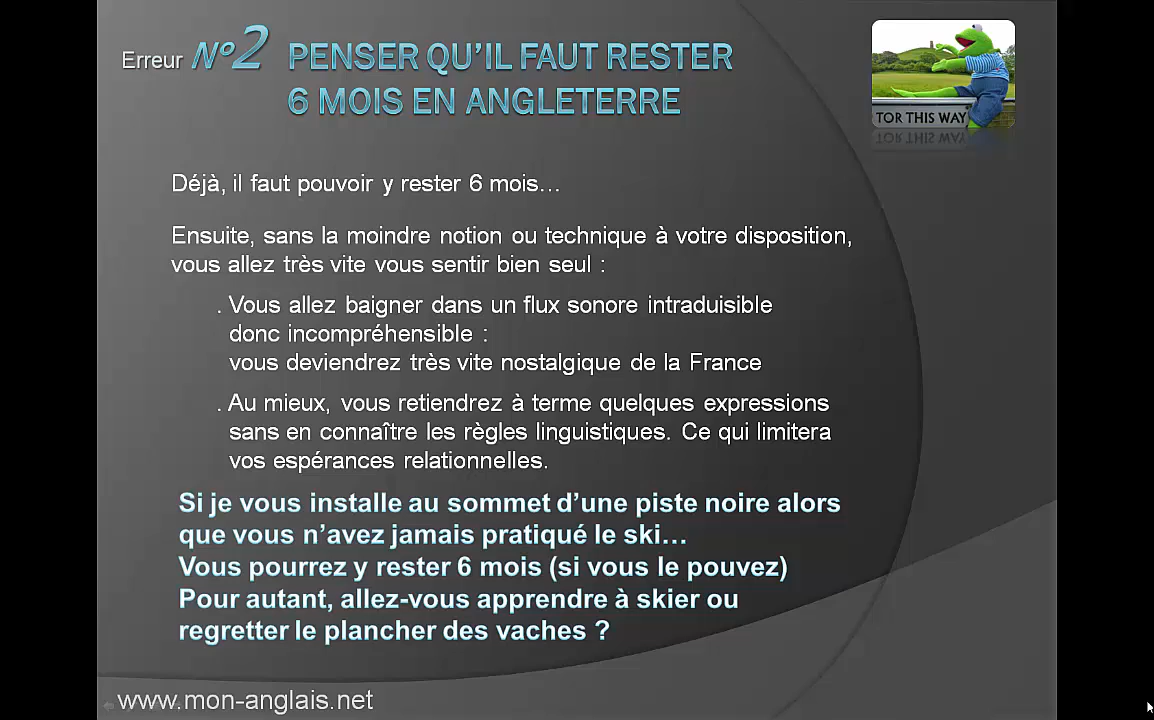 Erreur N°2 PENSER QU'IL FAUT RESTER
6 MOIS EN ANGLETERRE
TOR THIS WAY
Déjà, il faut pouvoir y rester 6 mois…
Ensuite, sans la moindre notion ou technique à votre disposition,
vous allez très vite vous sentir bien seul :
. Vous allez baigner dans un flux sonore intraduisible
donc incompréhensible :
vous deviendrez très vite nostalgique de la France
. Au mieux, vous retiendrez à terme quelques expressions
sans en connaître les règles linguistiques. Ce qui limitera
vos espérances relationnelles.
Si je vous installe au sommet d'une piste noire alors
que vous n'avez jamais pratiqué le ski…
Vous pourrez y rester 6 mois (si vous le pouvez)
Pour autant, allez-vous apprendre à skier ou
regretter le plancher des vaches ?
www.mon-anglais.net